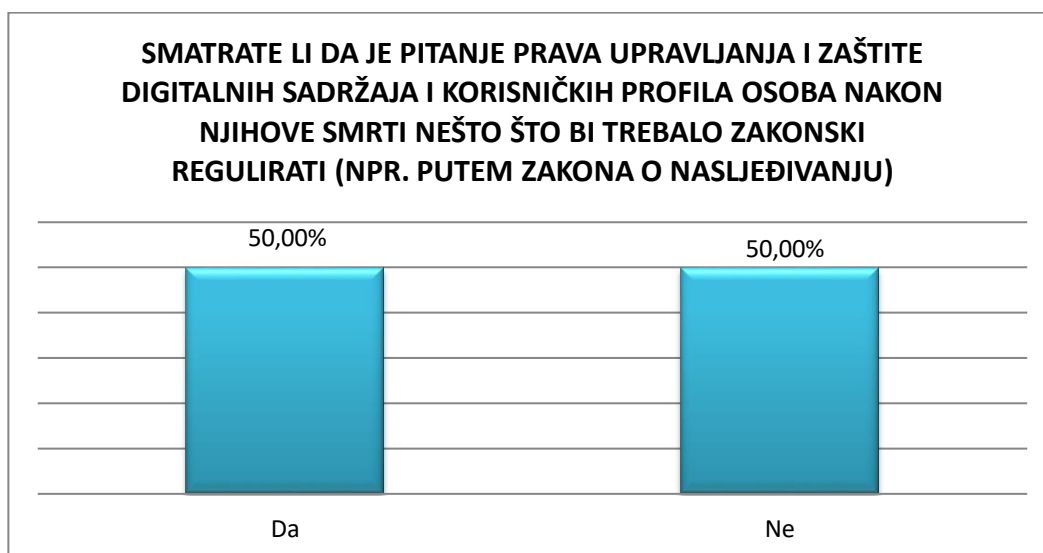 SMATRATE LI DA JE PITANJE PRAVA UPRAVLJANJA I ZAŠTITE
DIGITALNIH SADRŽAJA I KORISNIČKIH PROFILA OSOBA NAKON
NJIHOVE SMRTI NEŠTO ŠTO BI TREBALO ZAKONSKI
REGULIRATI (NPR. PUTEM ZAKONA O NASLJEĐIVANJU)
50,00%
50,00%
Da
Ne